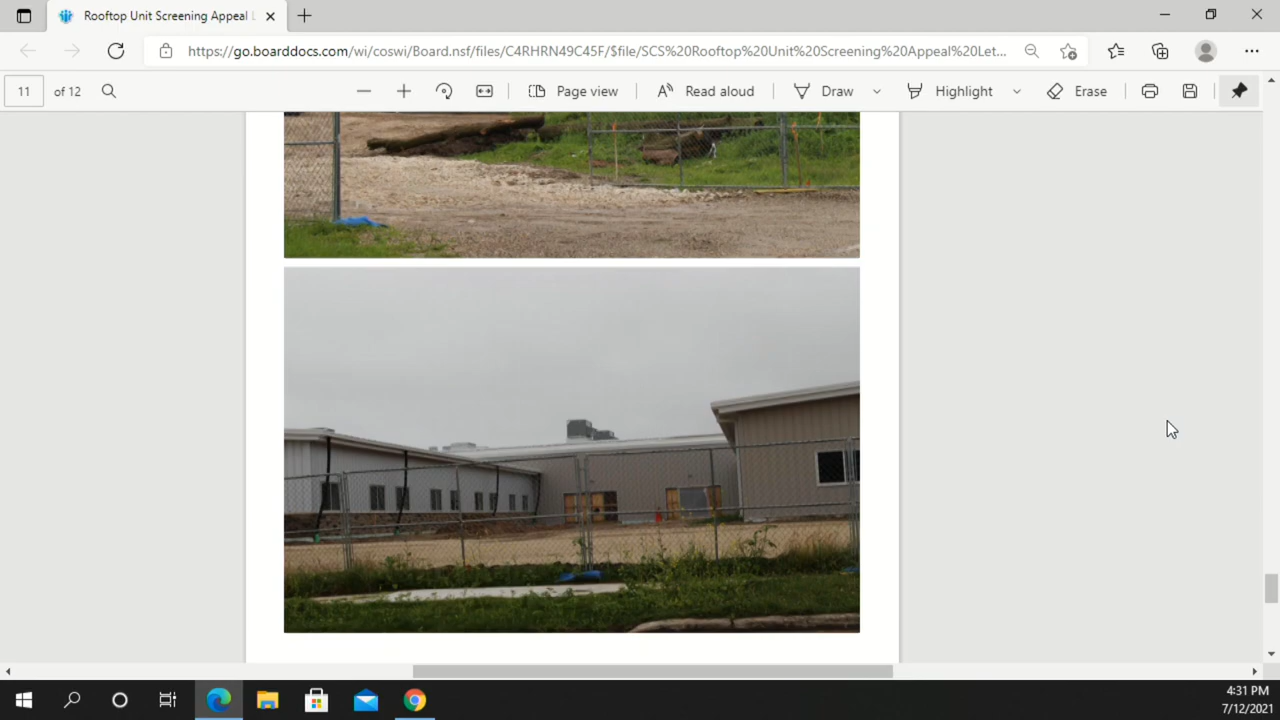 Rooftop Unit Screening Appeal L
https://go.boarddocs.com/wi/coswi/Board.nsf/files/C4RHRN49C45F/$file/SCS%20Rooftop%20Unit%20Screening%20Appeal%20Let...
11 of 12 Page view Read aloud Draw Highlight Erase
4:31 PM
7/12/2021